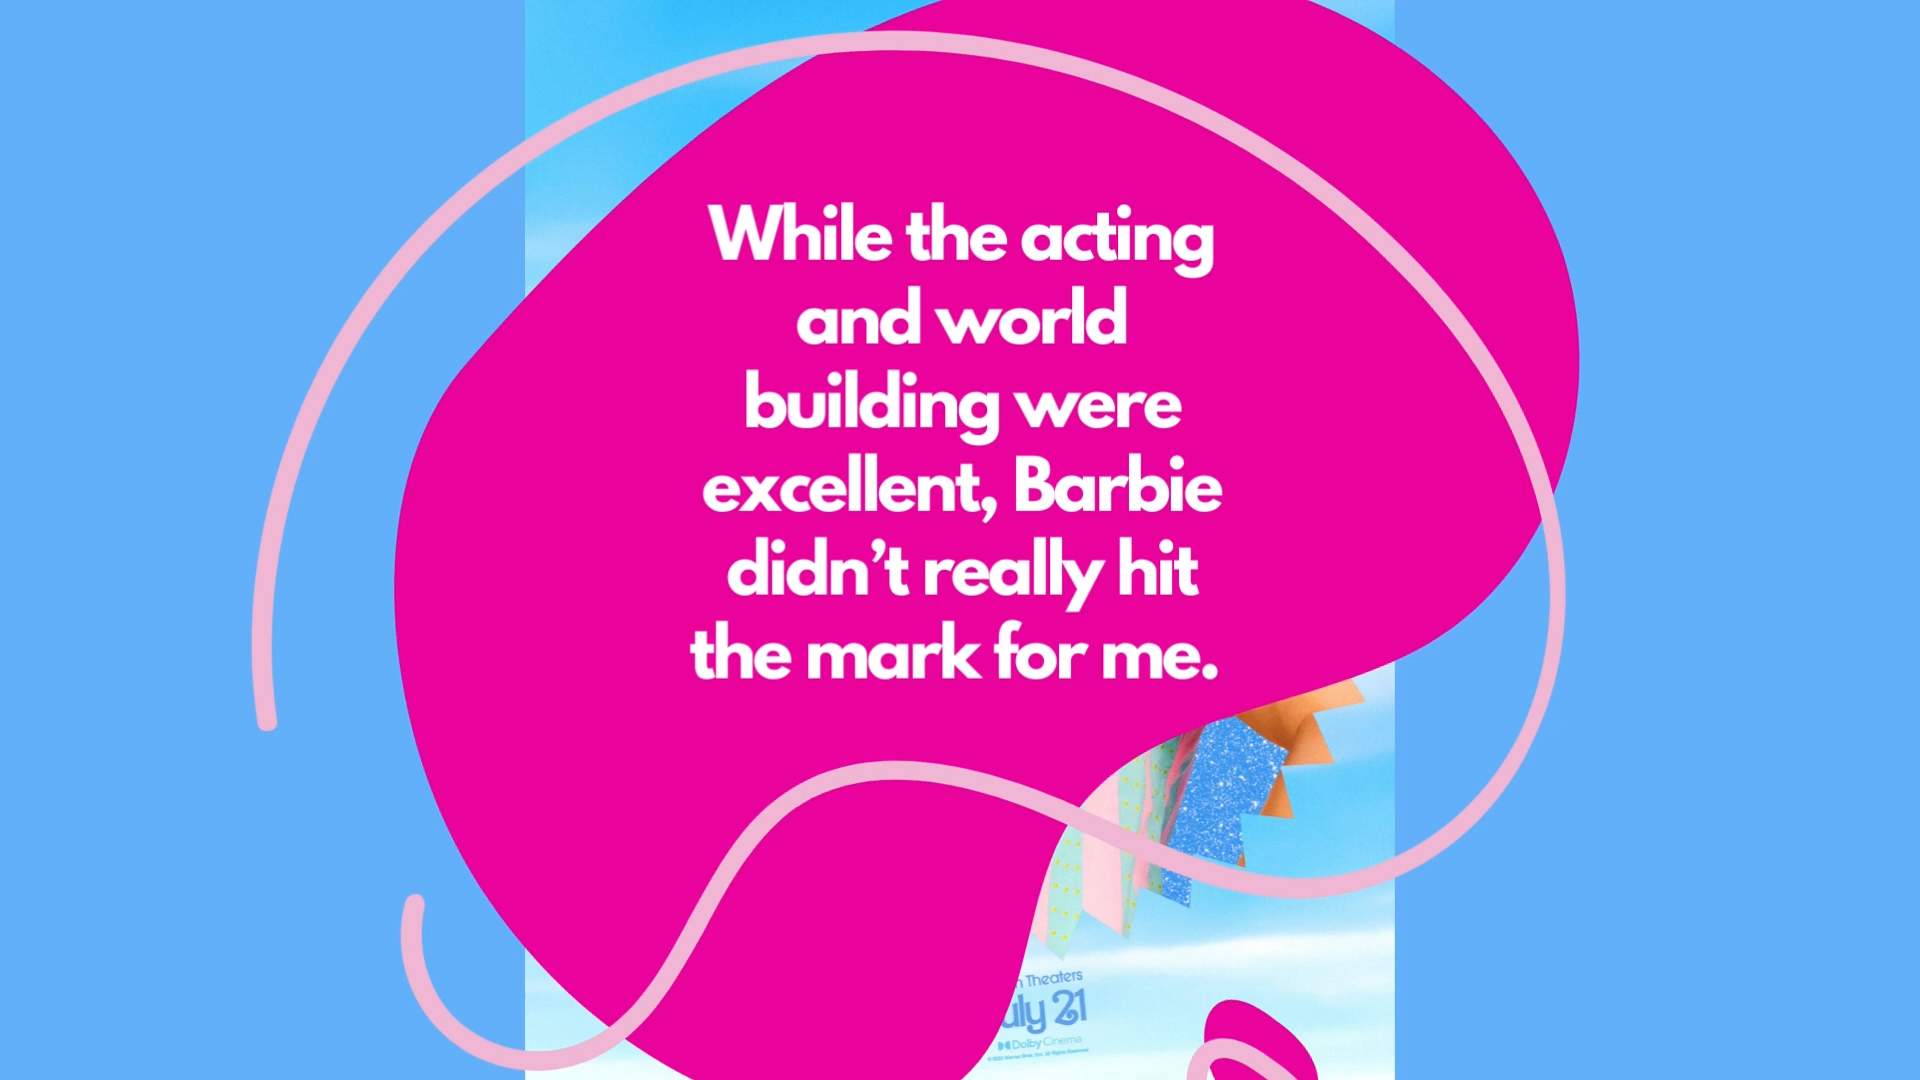 While the acting
and world
building were
excellent, Barbie
didn’t really hit
the mark for me.
Theaters
21
Dolby Cinema